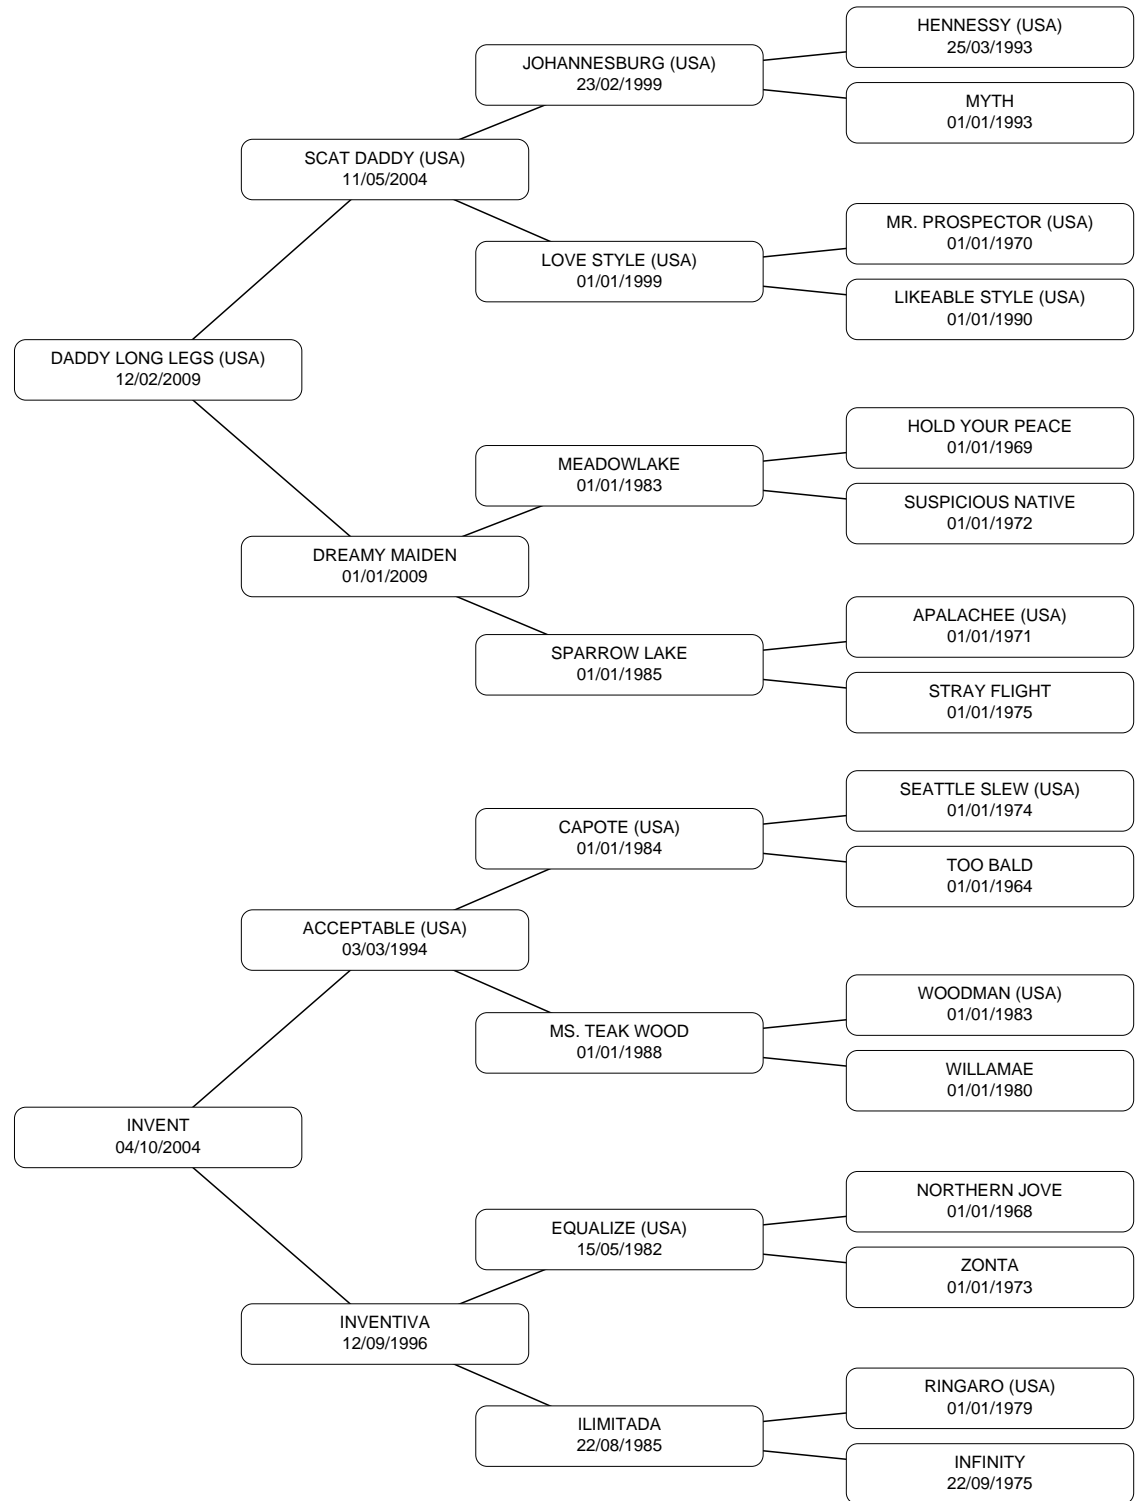 HENNESSY (USA)
25/03/1993
JOHANNESBURG (USA)
23/02/1999
MYTH
01/01/1993
SCAT DADDY (USA)
11/05/2004
MR. PROSPECTOR (USA)
01/01/1970
LOVE STYLE (USA)
01/01/1999
LIKEABLE STYLE (USA)
01/01/1990
DADDY LONG LEGS (USA)
12/02/2009
HOLD YOUR PEACE
01/01/1969
MEADOWLAKE
01/01/1983
SUSPICIOUS NATIVE
01/01/1972
DREAMY MAIDEN
01/01/2009
APALACHEE (USA)
01/01/1971
SPARROW LAKE
01/01/1985
STRAY FLIGHT
01/01/1975
SEATTLE SLEW (USA)
01/01/1974
CAPOTE (USA)
01/01/1984
TOO BALD
01/01/1964
ACCEPTABLE (USA)
03/03/1994
WOODMAN (USA)
01/01/1983
MS. TEAK WOOD
01/01/1988
WILLAMAE
01/01/1980
INVENT
04/10/2004
NORTHERN JOVE
01/01/1968
EQUALIZE (USA)
15/05/1982
ZONTA
01/01/1973
INVENTIVA
12/09/1996
RINGARO (USA)
01/01/1979
ILIMITADA
22/08/1985
INFINITY
22/09/1975